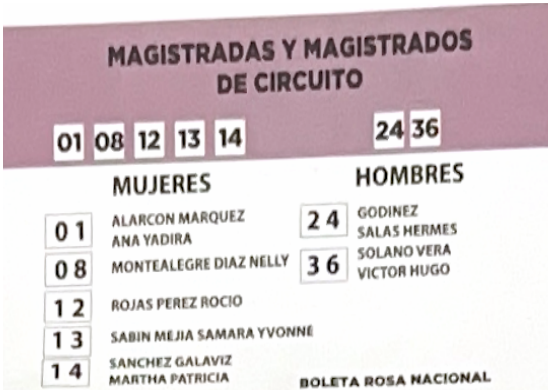 MAGISTRADAS Y MAGISTRADOS
DE CIRCUITO
01 08 12 13 14
24 36
MUJERES
01 ALARCON MARQUEZ
ANA YADIRA
08 MONTEALEGRE DIAZ NELLY
12 ROJAS PEREZ ROCIO
13 SABIN MEJIA SAMARA YVONNE
14 SANCHEZ GALAVIZ
MARTHA PATRICIA
HOMBRES
24 GODINEZ
SALAS HERMES
36 SOLANO VERA
VICTOR HUGO
BOLETA ROSA NACIONAL